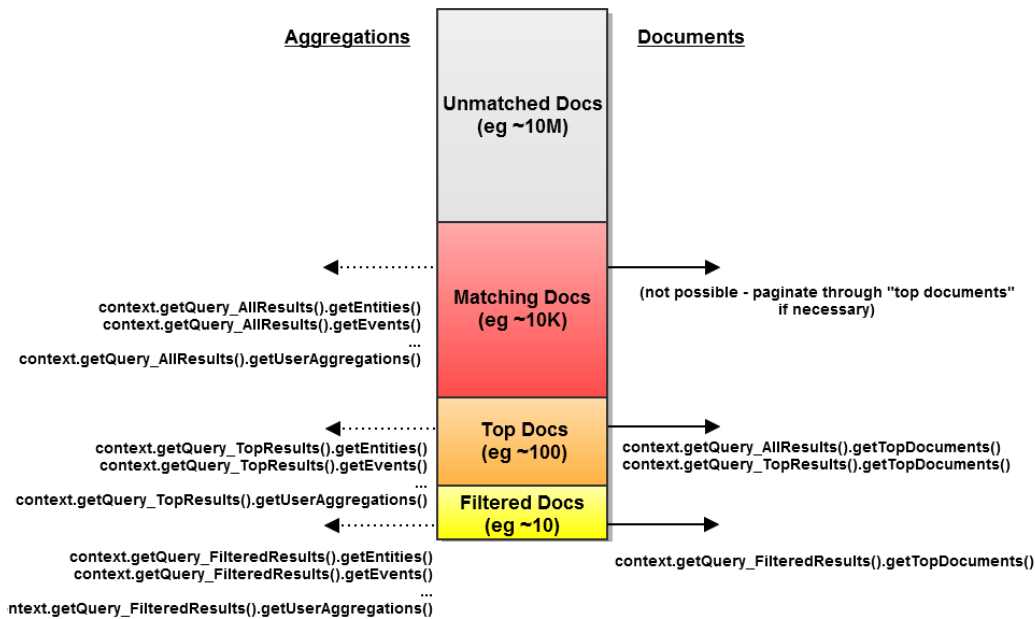 Aggregations
Documents
Unmatched Docs
(eg ~10M)
Matching Docs
(eg ~10K)
context.getQuery_AllResults().getEntities()
context.getQuery_AllResults().getEvents()
...
context.getQuery_AllResults().getUserAggregations()
(not possible - paginate through "top documents"
if necessary)
Top Docs
(eg ~100)
context.getQuery_TopResults().getEntities()
context.getQuery_TopResults().getEvents()
...
context.getQuery_TopResults().getUserAggregations()
context.getQuery_AllResults().getTopDocuments()
context.getQuery_TopResults().getTopDocuments()
Filtered Docs
(eg ~10)
context.getQuery_FilteredResults().getEntities()
context.getQuery_FilteredResults().getEvents()
...
ontext.getQuery_FilteredResults().getUserAggregations()
context.getQuery_FilteredResults().getTopDocuments()